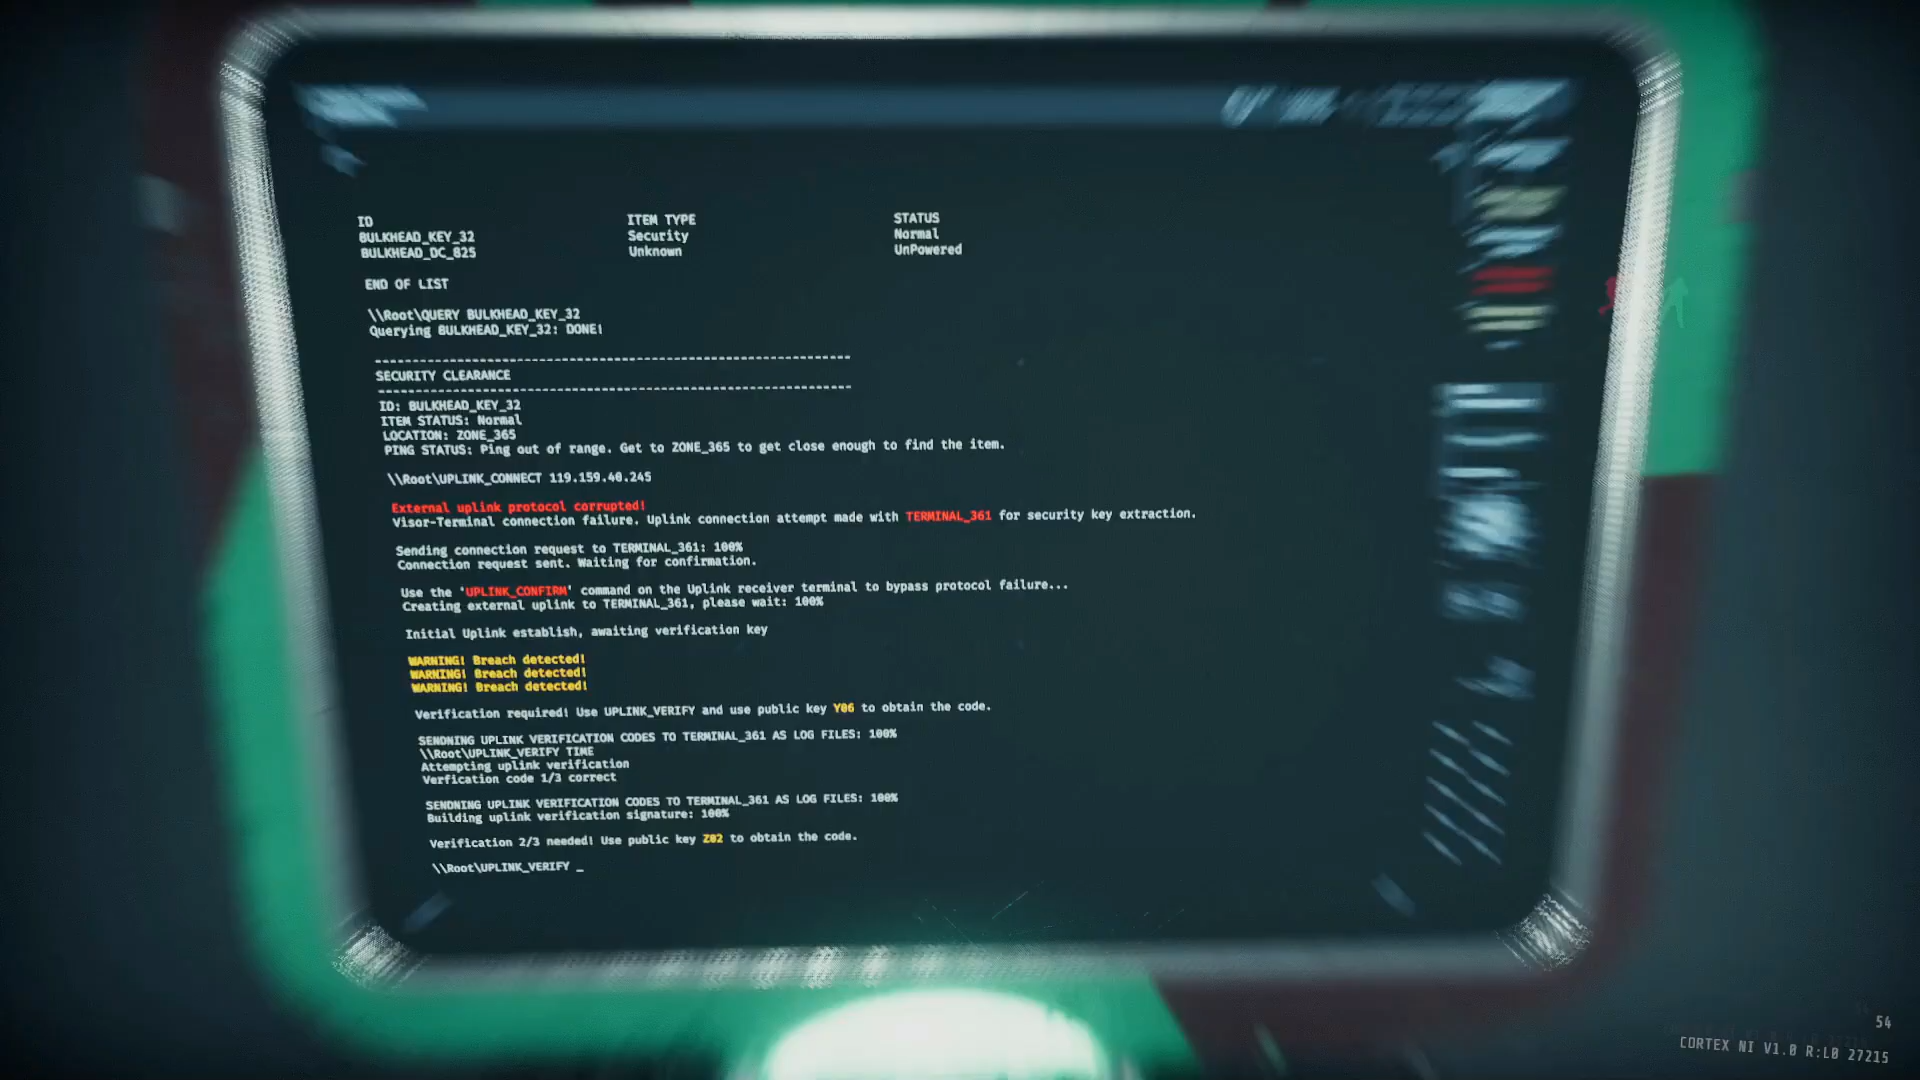 ID ITEM TYPE STATUS
BULKHEAD_KEY_32 Security Normal
BULKHEAD_DC_825 Unknown UnPowered
END OF LIST
\\Root\QUERY BULKHEAD_KEY_32
Querying BULKHEAD_KEY_32: DONE!
----------------------------------------------------------------
SECURITY CLEARANCE
----------------------------------------------------------------
ID: BULKHEAD_KEY_32
ITEM STATUS: Normal
LOCATION: ZONE_365
PING STATUS: Ping out of range. Get to ZONE_365 to get close enough to find the item.
\\Root\UPLINK_CONNECT 119.159.40.245
External uplink protocol corrupted!
Visor-Terminal connection failure. Uplink connection attempt made with TERMINAL_361 for security key extraction.
Sending connection request to TERMINAL_361: 100%
Connection request sent. Waiting for confirmation.
Use the 'UPLINK_CONFIRM' command on the Uplink receiver terminal to bypass protocol failure...
Creating external uplink to TERMINAL_361, please wait: 100%
Initial Uplink establish, awaiting verification key
WARNING! Breach detected!
WARNING! Breach detected!
WARNING! Breach detected!
Verification required! Use UPLINK_VERIFY and use public key Y06 to obtain the code.
SENDNING UPLINK VERIFICATION CODES TO TERMINAL_361 AS LOG FILES: 100%
\\Root\UPLINK_VERIFY TIME
Attempting uplink verification
Verfication code 1/3 correct
SENDNING UPLINK VERIFICATION CODES TO TERMINAL_361 AS LOG FILES: 100%
Building uplink verification signature: 100%
Verification 2/3 needed! Use public key Z02 to obtain the code.
\\Root\UPLINK_VERIFY _
54
CORTEX NI V1.0 R:L0 27215